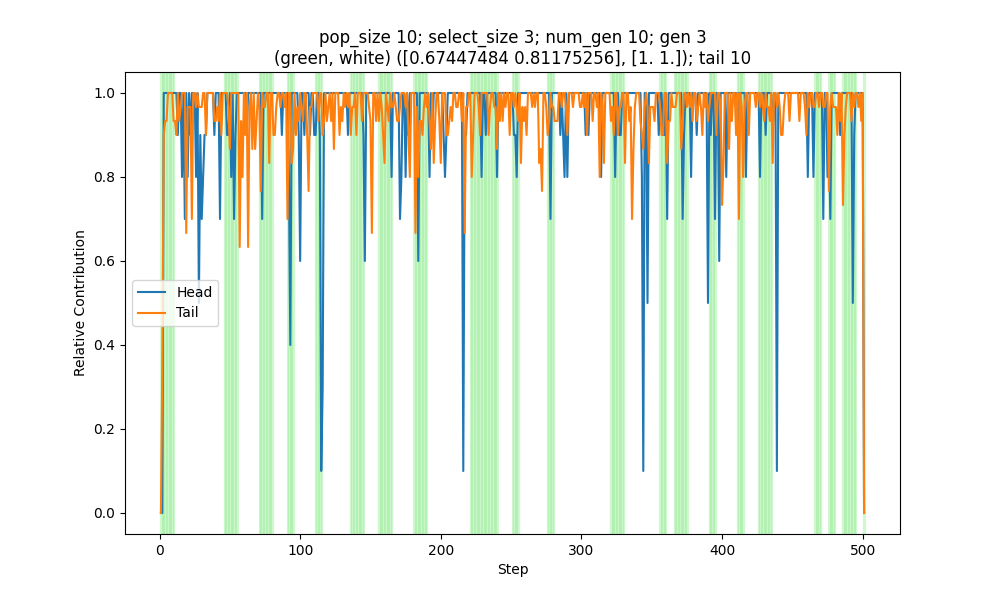 pop_size 10; select_size 3; num_gen 10; gen 3
(green, white) ([0.67447484 0.81175256], [1. 1.]); tail 10
1.0
0.8
0.6
0.4
0.2
0.0
Relative Contribution
Head
Tail
0
100
200
300
400
500
Step